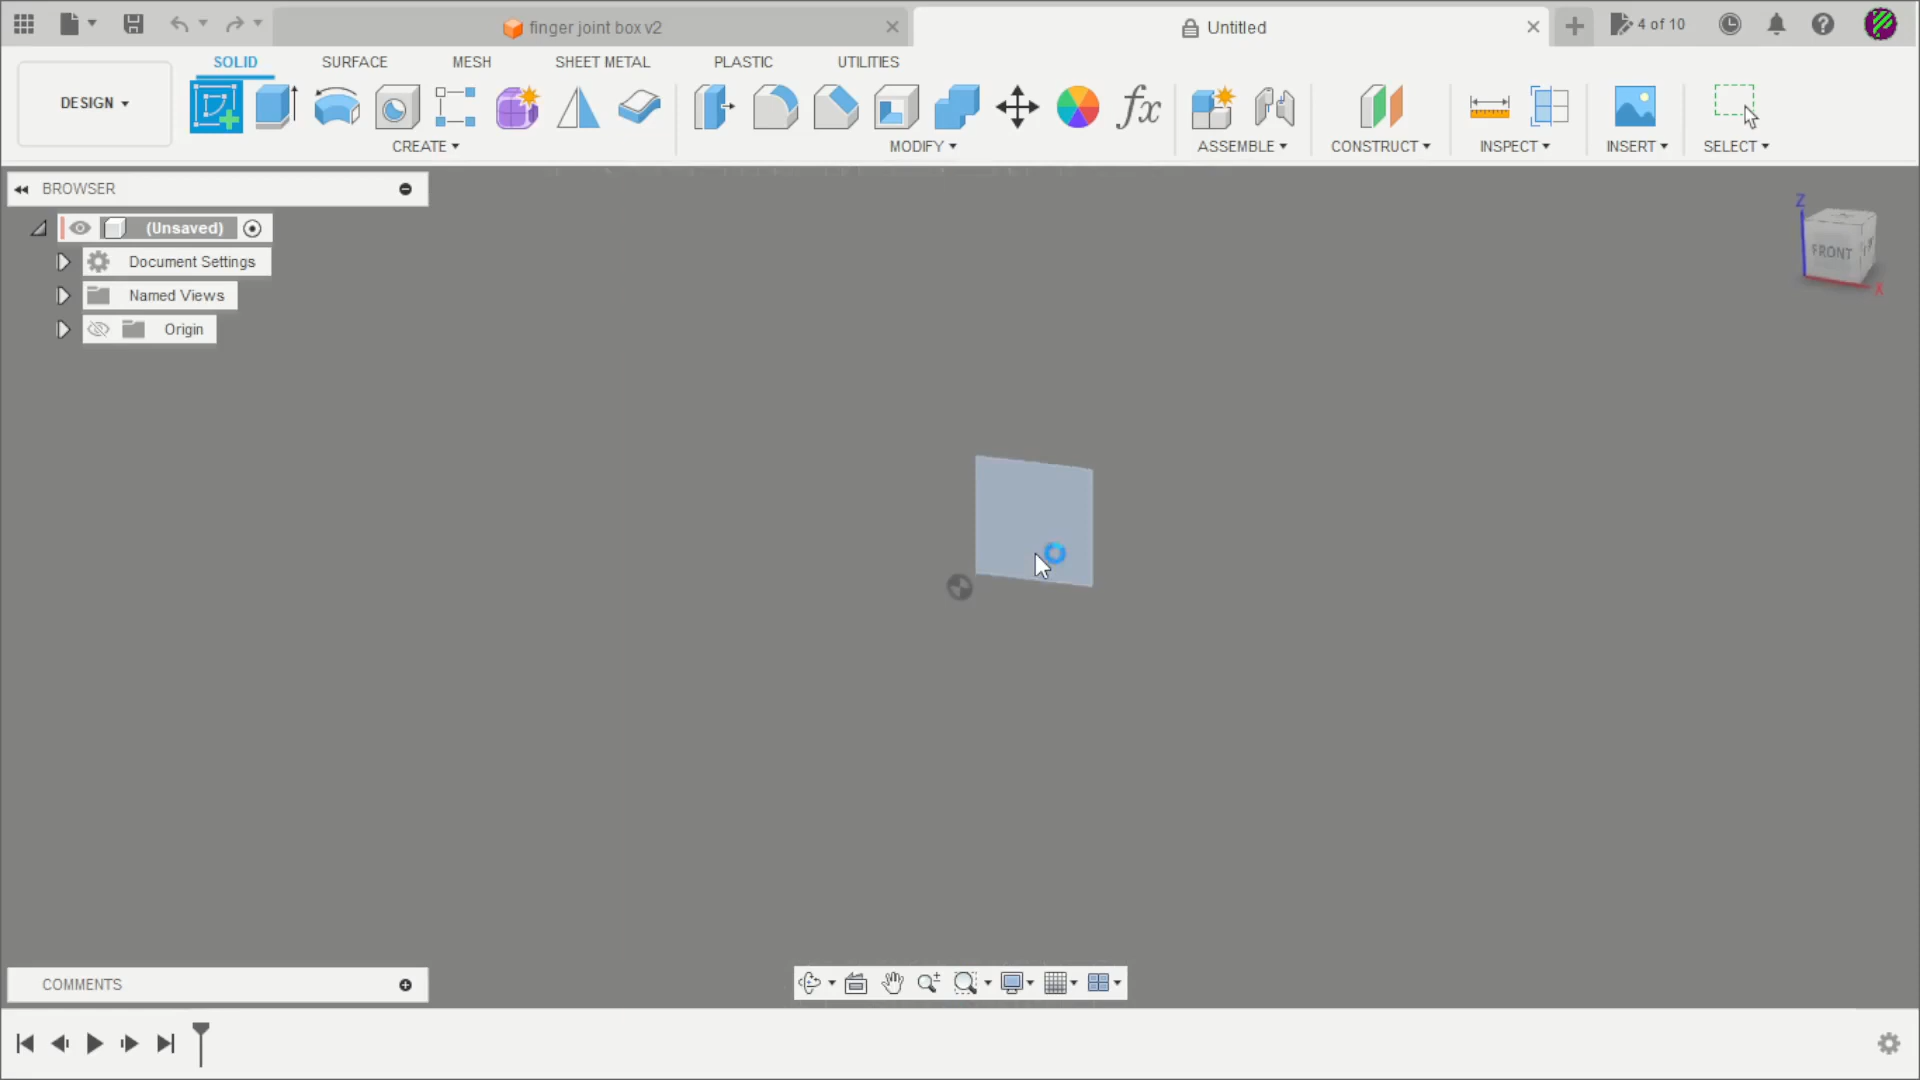 finger joint box v2
Untitled
4 of 10
SOLID SURFACE MESH SHEET METAL PLASTIC UTILITIES
DESIGN
fx
CREATE MODIFY ASSEMBLE CONSTRUCT INSPECT INSERT SELECT
BROWSER
(Unsaved)
Document Settings
Named Views
Origin
Z
FRONT
X
COMMENTS